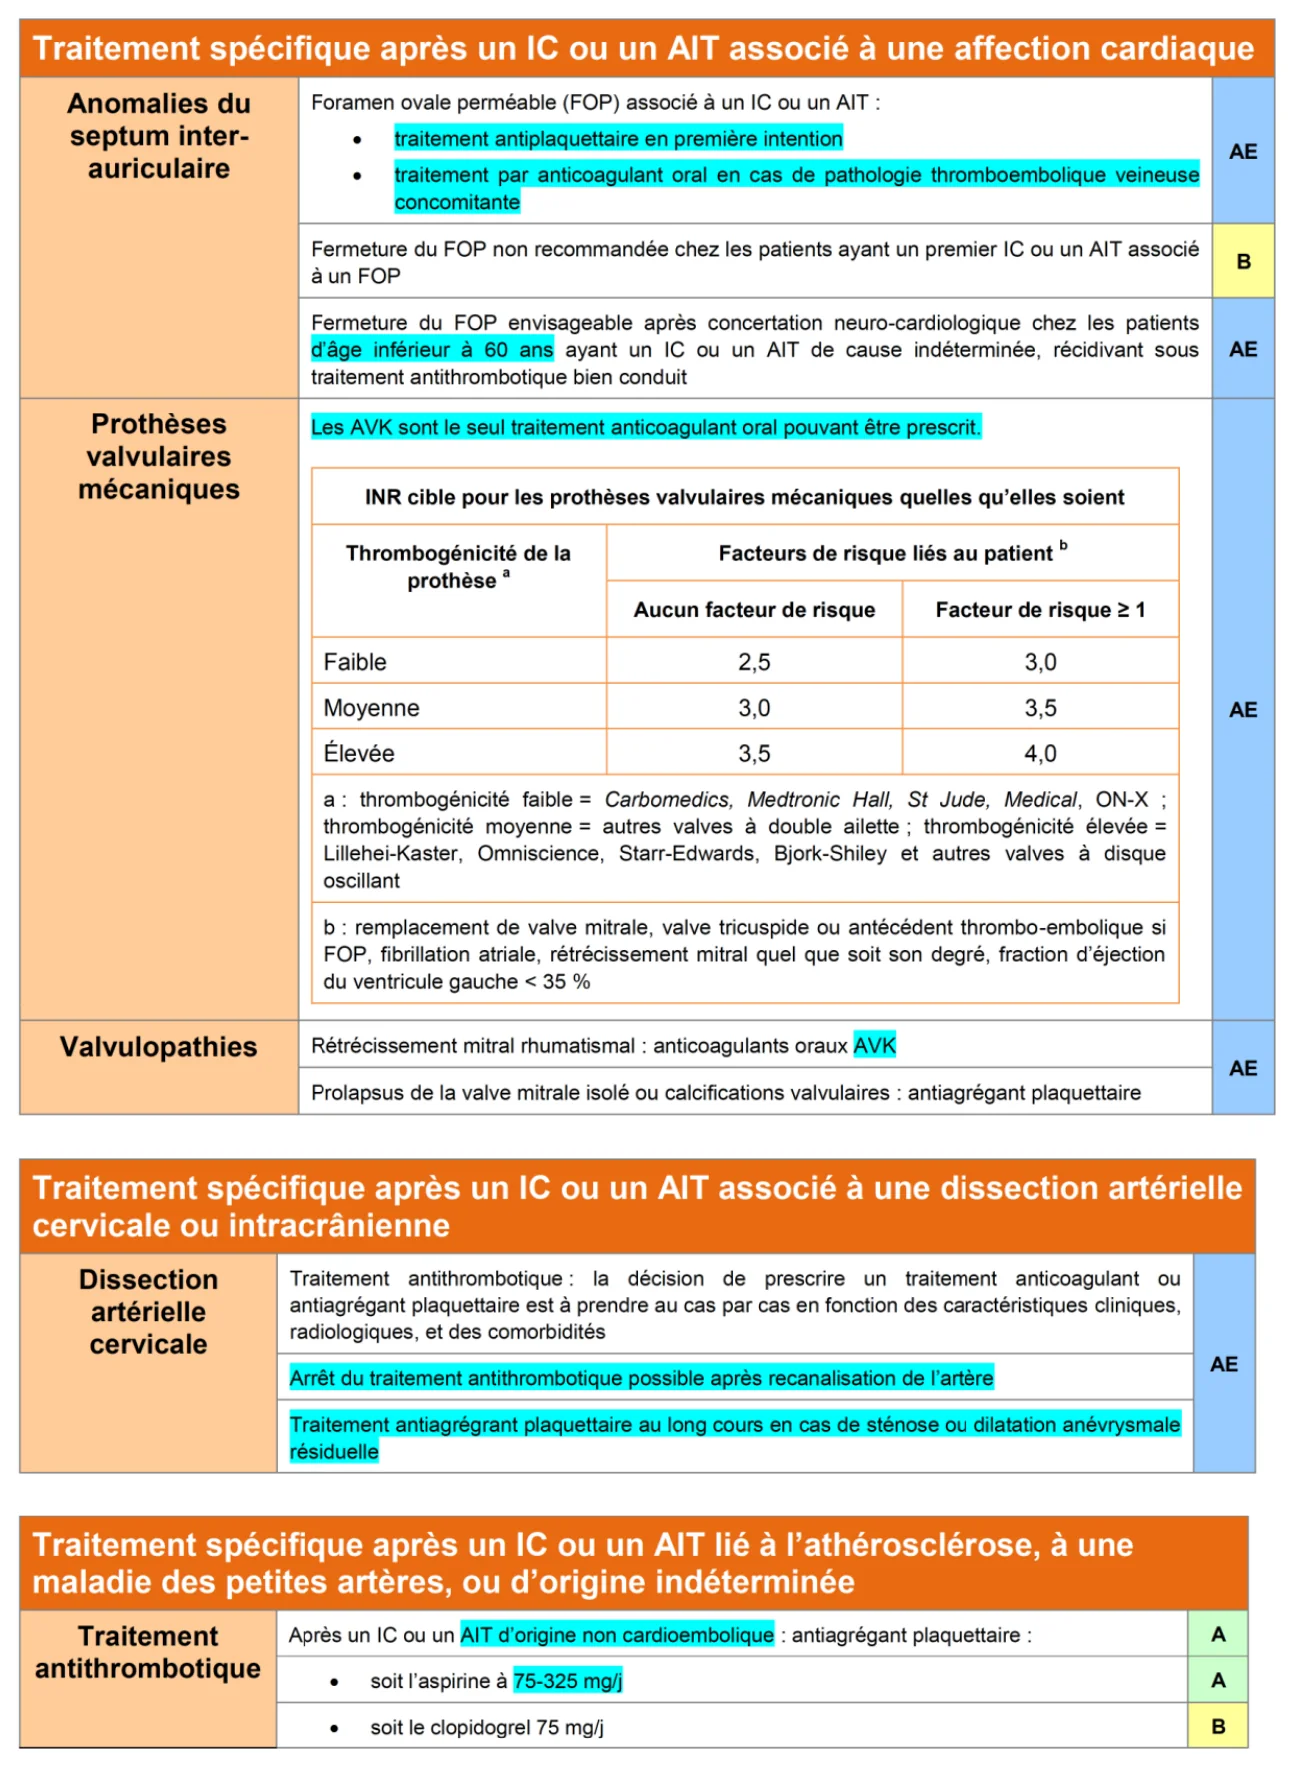 Traitement spécifique après un IC ou un AIT associé à une affection cardiaque
Anomalies du
septum inter-
auriculaire
Foramen ovale perméable (FOP) associé à un IC ou un AIT :
• traitement antiplaquettaire en première intention
• traitement par anticoagulant oral en cas de pathologie thromboembolique veineuse
concomitante
AE
Fermeture du FOP non recommandée chez les patients ayant un premier IC ou un AIT associé
à un FOP
B
Fermeture du FOP envisageable après concertation neuro-cardiologique chez les patients
d'âge inférieur à 60 ans ayant un IC ou un AIT de cause indéterminée, récidivant sous
traitement antithrombotique bien conduit
AE
Prothèses
valvulaires
mécaniques
Les AVK sont le seul traitement anticoagulant oral pouvant être prescrit.
INR cible pour les prothèses valvulaires mécaniques quelles qu'elles soient
Thrombogénicité de la
prothèse a
Facteurs de risque liés au patient b
Aucun facteur de risque
Facteur de risque ≥ 1
Faible 2,5 3,0
Moyenne 3,0 3,5
Élevée 3,5 4,0
a : thrombogénicité faible = Carbomedics, Medtronic Hall, St Jude, Medical, ON-X ;
thrombogénicité moyenne = autres valves à double ailette ; thrombogénicité élevée =
Lillehei-Kaster, Omniscience, Starr-Edwards, Bjork-Shiley et autres valves à disque
oscillant
b : remplacement de valve mitrale, valve tricuspide ou antécédent thrombo-embolique si
FOP, fibrillation atriale, rétrécissement mitral quel que soit son degré, fraction d'éjection
du ventricule gauche < 35 %
AE
Valvulopathies
Rétrécissement mitral rhumatismal : anticoagulants oraux AVK
Prolapsus de la valve mitrale isolé ou calcifications valvulaires : antiagrégant plaquettaire
AE
Traitement spécifique après un IC ou un AIT associé à une dissection artérielle
cervicale ou intracrânienne
Dissection
artérielle
cervicale
Traitement antithrombotique : la décision de prescrire un traitement anticoagulant ou
antiagrégant plaquettaire est à prendre au cas par cas en fonction des caractéristiques cliniques,
radiologiques, et des comorbidités
Arrêt du traitement antithrombotique possible après recanalisation de l'artère
Traitement antiagrégrant plaquettaire au long cours en cas de sténose ou dilatation anévrysmale
résiduelle
AE
Traitement spécifique après un IC ou un AIT lié à l'athérosclérose, à une
maladie des petites artères, ou d'origine indéterminée
Traitement
antithrombotique
Après un IC ou un AIT d'origine non cardioembolique : antiagrégant plaquettaire :
A
• soit l'aspirine à 75-325 mg/j
A
• soit le clopidogrel 75 mg/j
B